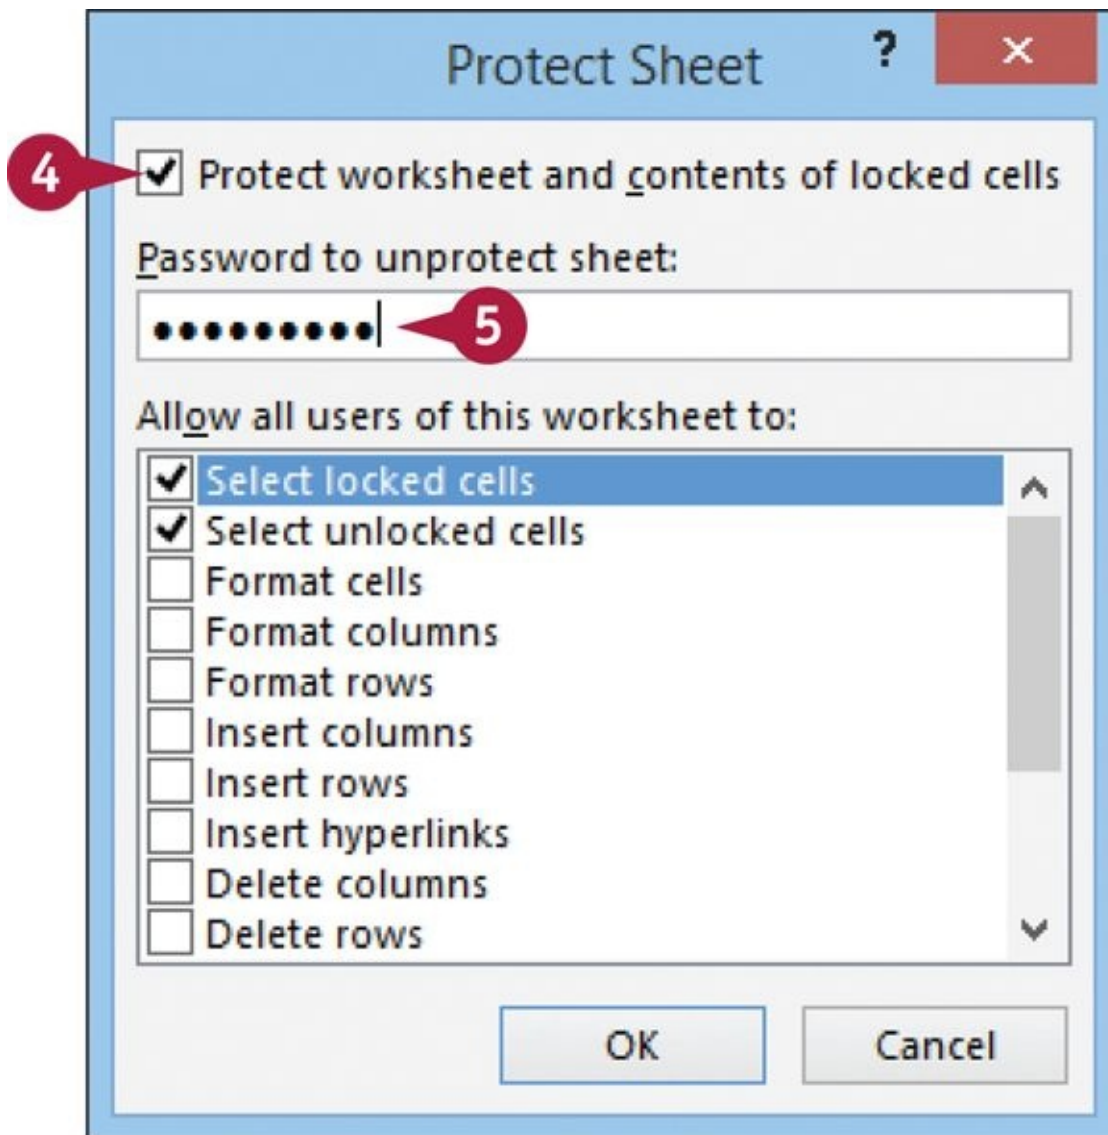 Protect Sheet ?
4 Protect worksheet and contents of locked cells
Password to unprotect sheet:
•••••••••
5
Allow all users of this worksheet to:
Select locked cells
Select unlocked cells
Format cells
Format columns
Format rows
Insert columns
Insert rows
Insert hyperlinks
Delete columns
Delete rows
OK Cancel